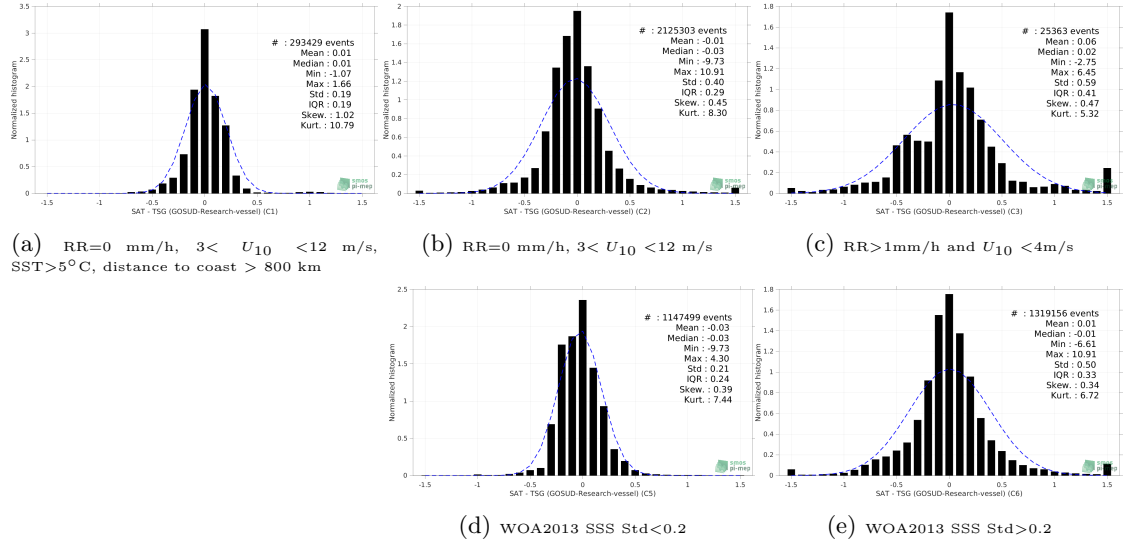 3.5
3
2.5
2
1.5
1
0.5
0
Normalized histogram
# : 293429 events
Mean : 0.01
Median : 0.01
Min : -1.07
Max : 1.66
Std : 0.19
IQR : 0.19
Skew. : 1.02
Kurt. : 10.79
smos
pi-mep
-1.5 -1 -0.5 0 0.5 1 1.5
SAT - TSG (GOSUD-Research-vessel) (C1)
(a) RR=0 mm/h, 3< U10 <12 m/s,
SST>5°C, distance to coast > 800 km
2
1.8
1.6
1.4
1.2
1
0.8
0.6
0.4
0.2
0
Normalized histogram
# : 2125303 events
Mean : -0.01
Median : -0.03
Min : -9.73
Max : 10.91
Std : 0.40
IQR : 0.29
Skew. : 0.45
Kurt. : 8.30
smos
pi-mep
-1.5 -1 -0.5 0 0.5 1 1.5
SAT - TSG (GOSUD-Research-vessel) (C2)
(b) RR=0 mm/h, 3< U10 <12 m/s
1.8
1.6
1.4
1.2
1
0.8
0.6
0.4
0.2
0
Normalized histogram
# : 25363 events
Mean : 0.06
Median : 0.02
Min : -2.75
Max : 6.45
Std : 0.59
IQR : 0.41
Skew. : 0.47
Kurt. : 5.32
smos
pi-mep
-1.5 -1 -0.5 0 0.5 1 1.5
SAT - TSG (GOSUD-Research-vessel) (C3)
(c) RR>1mm/h and U10 <4m/s
2.5
2
1.5
1
0.5
0
Normalized histogram
# : 1147499 events
Mean : -0.03
Median : -0.03
Min : -9.73
Max : 4.30
Std : 0.21
IQR : 0.24
Skew. : 0.39
Kurt. : 7.44
smos
pi-mep
-1.5 -1 -0.5 0 0.5 1 1.5
SAT - TSG (GOSUD-Research-vessel) (C5)
(d) WOA2013 SSS Std<0.2
1.8
1.6
1.4
1.2
1
0.8
0.6
0.4
0.2
0
Normalized histogram
# : 1319156 events
Mean : 0.01
Median : -0.01
Min : -6.61
Max : 10.91
Std : 0.50
IQR : 0.33
Skew. : 0.34
Kurt. : 6.72
smos
pi-mep
-1.5 -1 -0.5 0 0.5 1 1.5
SAT - TSG (GOSUD-Research-vessel) (C6)
(e) WOA2013 SSS Std>0.2